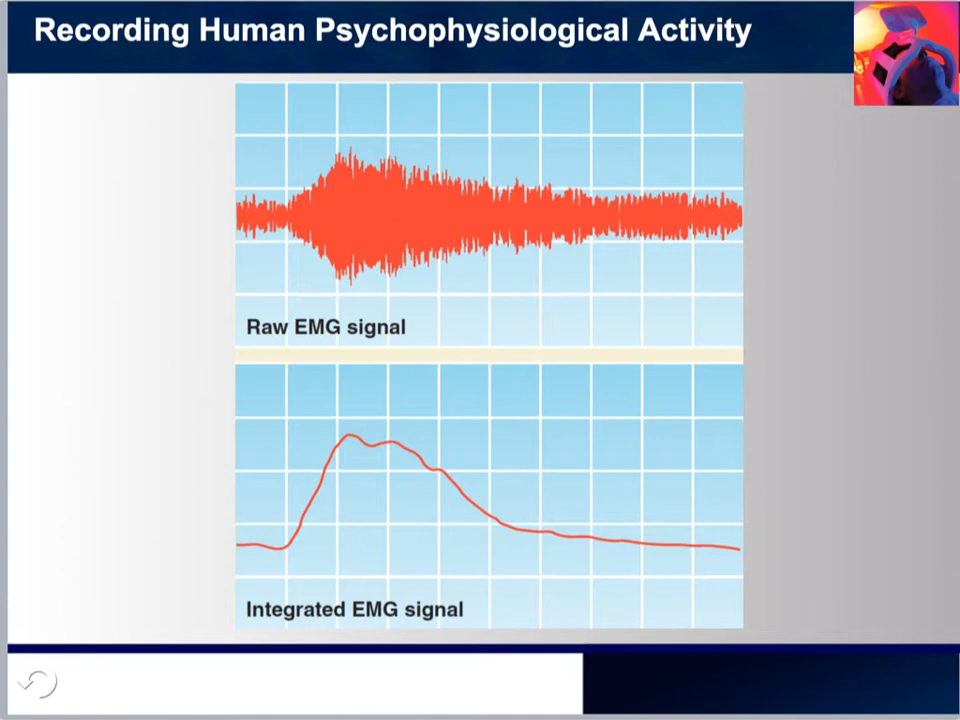 Recording Human Psychophysiological Activity
Raw EMG signal
Integrated EMG signal